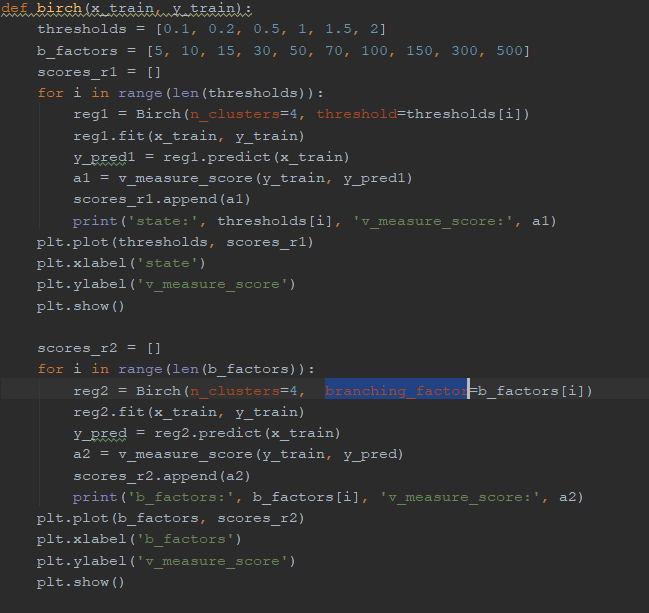 def birch(x_train, y_train):
    thresholds = [0.1, 0.2, 0.5, 1, 1.5, 2]
    b_factors = [5, 10, 15, 30, 50, 70, 100, 150, 300, 500]
    scores_r1 = []
    for i in range(len(thresholds)):
        reg1 = Birch(n_clusters=4, threshold=thresholds[i])
        reg1.fit(x_train, y_train)
        y_pred1 = reg1.predict(x_train)
        a1 = v_measure_score(y_train, y_pred1)
        scores_r1.append(a1)
        print('state:', thresholds[i], 'v_measure_score:', a1)
    plt.plot(thresholds, scores_r1)
    plt.xlabel('state')
    plt.ylabel('v_measure_score')
    plt.show()

    scores_r2 = []
    for i in range(len(b_factors)):
        reg2 = Birch(n_clusters=4,  branching_factor=b_factors[i])
        reg2.fit(x_train, y_train)
        y_pred = reg2.predict(x_train)
        a2 = v_measure_score(y_train, y_pred)
        scores_r2.append(a2)
        print('b_factors:', b_factors[i], 'v_measure_score:', a2)
    plt.plot(b_factors, scores_r2)
    plt.xlabel('b_factors')
    plt.ylabel('v_measure_score')
    plt.show()